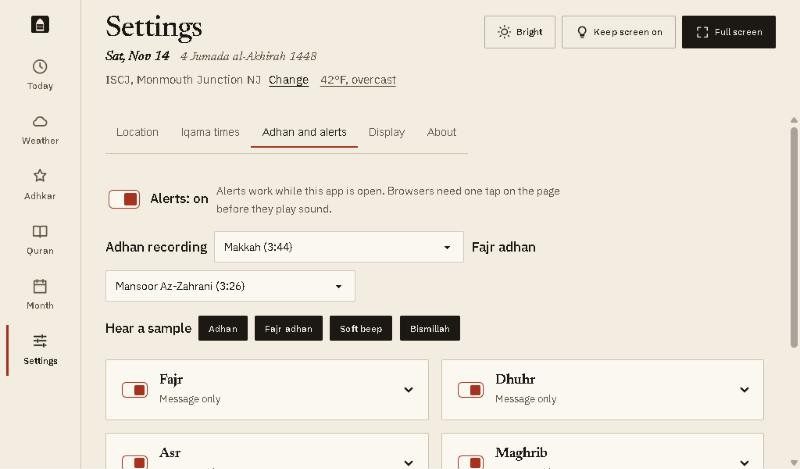 Settings
Bright
Keep screen on
Full screen
Sat, Nov 14 4 Jumada al-Akhirah 1448
ISCJ, Monmouth Junction NJ Change 42°F, overcast
Today
Weather
Adhkar
Quran
Month
Settings
Location Iqama times Adhan and alerts Display About
Alerts: on
Alerts work while this app is open. Browsers need one tap on the page
before they play sound.
Adhan recording Makkah (3:44) Fajr adhan
Mansoor Az-Zahrani (3:26)
Hear a sample Adhan Fajr adhan Soft beep Bismillah
Fajr
Message only
Dhuhr
Message only
Asr
Maghrib